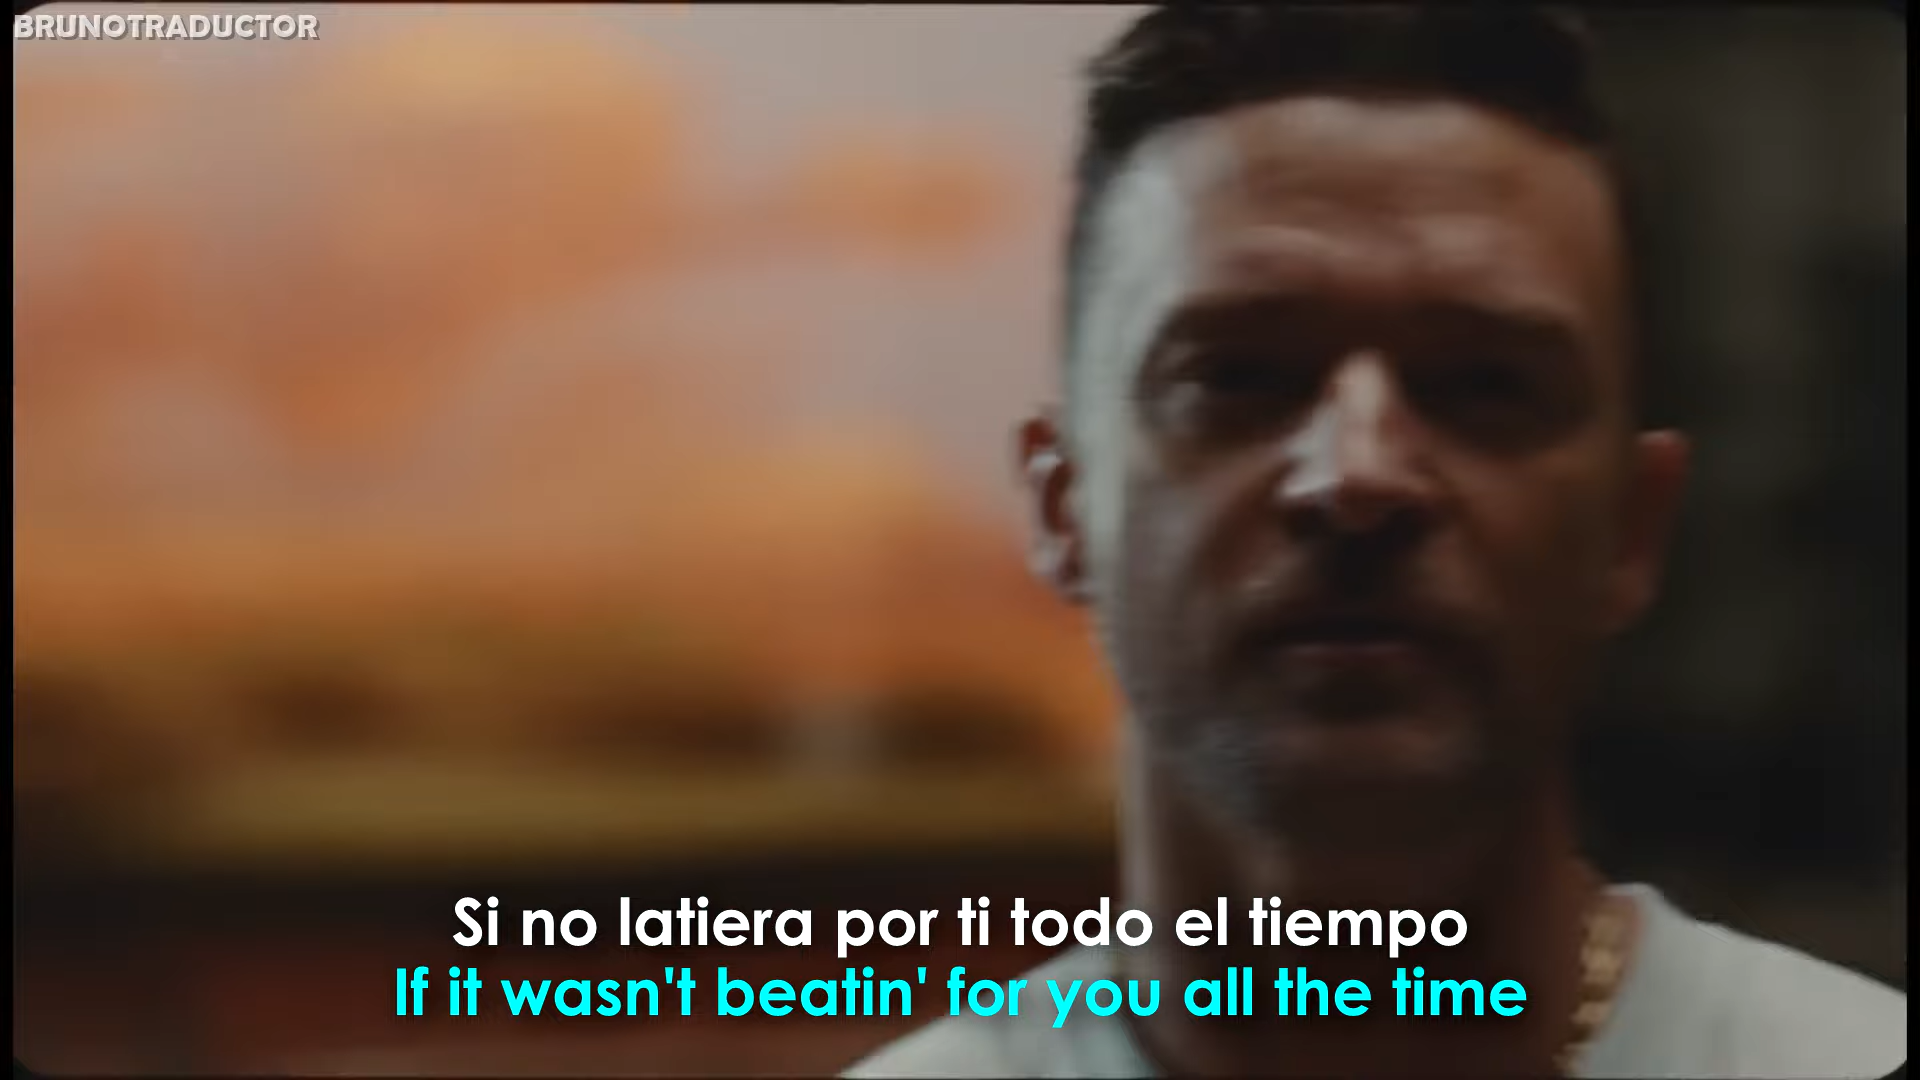 BRUNOTRADUCTOR
Si no latiera por ti todo el tiempo
If it wasn't beatin' for you all the time